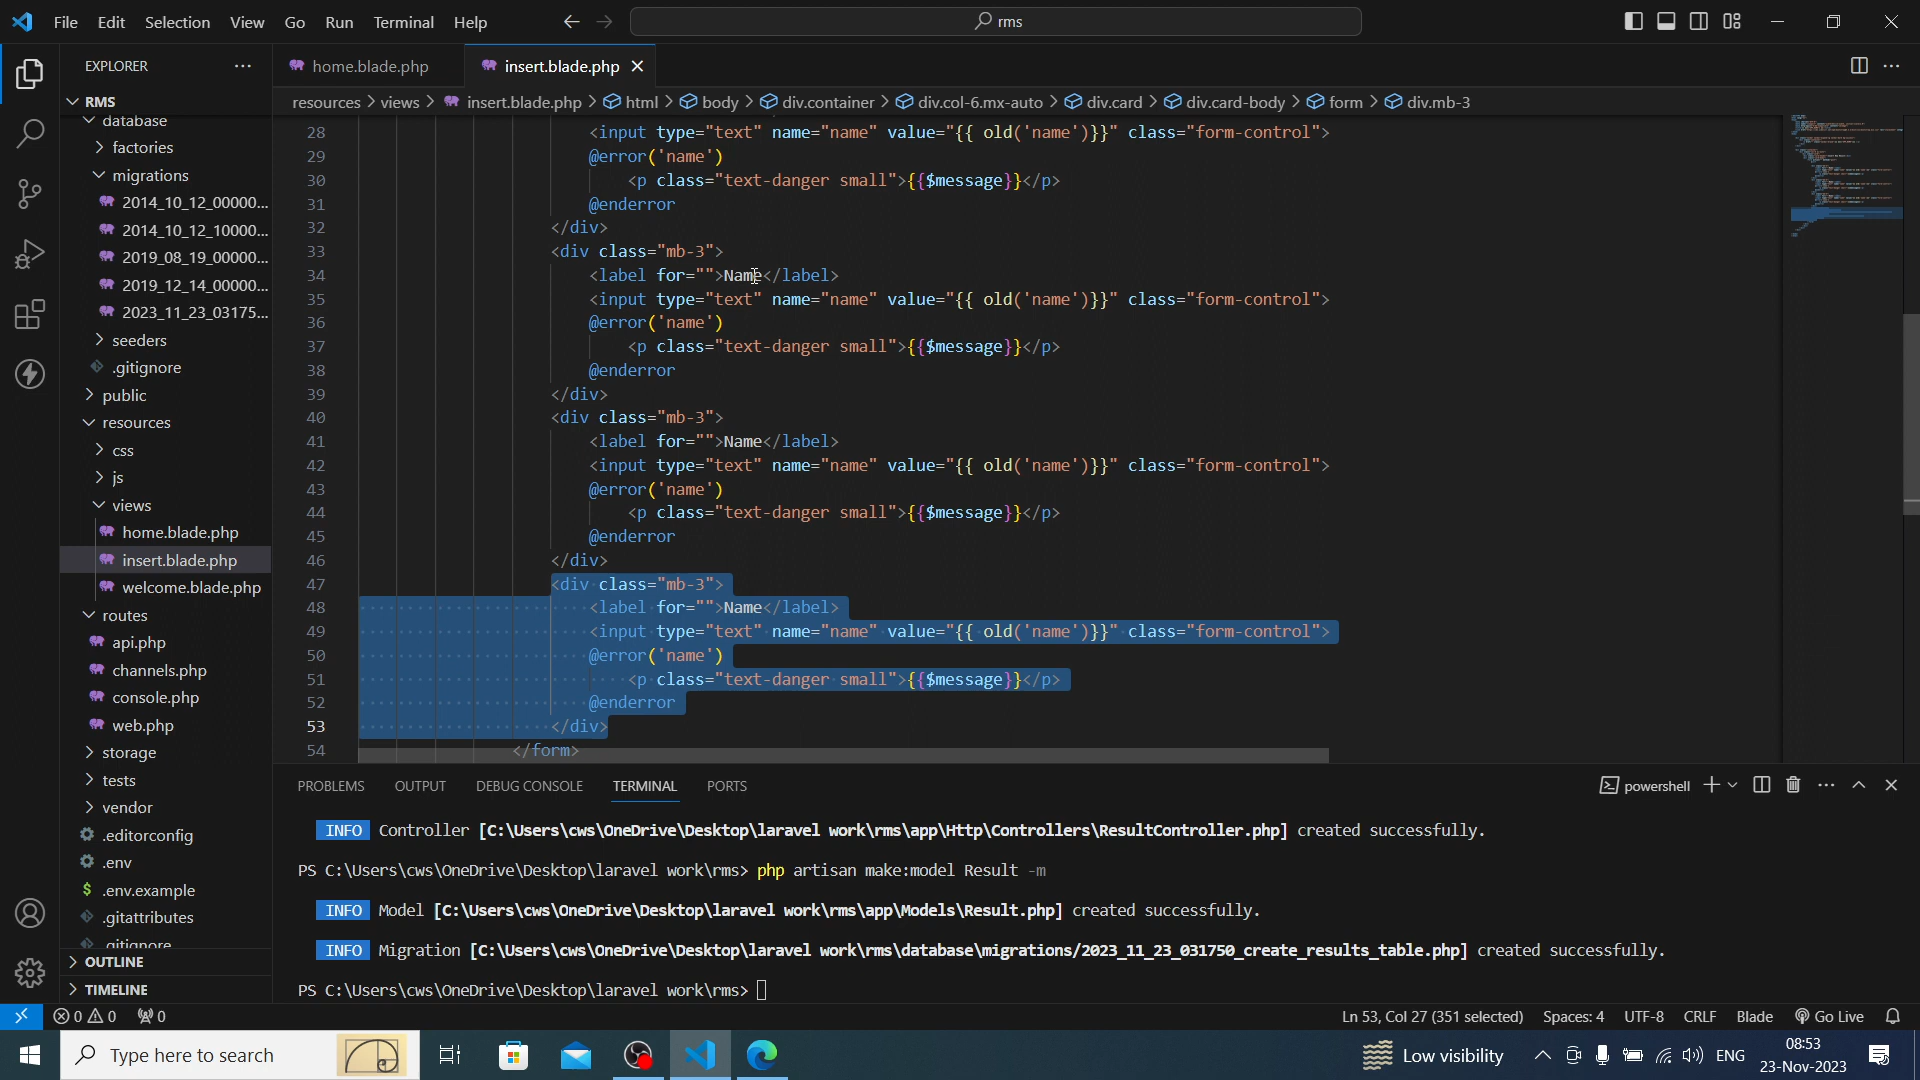 File Edit Selection View Go Run Terminal Help
rms
EXPLORER
home.blade.php
insert.blade.php
RMS
resources > views > insert.blade.php > html > body > div.container > div.col-6.mx-auto > div.card > div.card-body > form > div.mb-3
database
factories
migrations
2014_10_12_00000...
2014_10_12_10000...
2019_08_19_00000...
2019_12_14_00000...
2023_11_23_03175...
seeders
.gitignore
public
resources
css
js
views
home.blade.php
insert.blade.php
welcome.blade.php
routes
api.php
channels.php
console.php
web.php
storage
tests
vendor
.editorconfig
.env
.env.example
.gitattributes
.gitignore
OUTLINE
TIMELINE
28 <input type="text" name="name" value="{{ old('name')}}" class="form-control">
29 @error('name')
30 <p class="text-danger small">{{$message}}</p>
31 @enderror
32 </div>
33 <div class="mb-3">
34 <label for="">Name</label>
35 <input type="text" name="name" value="{{ old('name')}}" class="form-control">
36 @error('name')
37 <p class="text-danger small">{{$message}}</p>
38 @enderror
39 </div>
40 <div class="mb-3">
41 <label for="">Name</label>
42 <input type="text" name="name" value="{{ old('name')}}" class="form-control">
43 @error('name')
44 <p class="text-danger small">{{$message}}</p>
45 @enderror
46 </div>
47 <div class="mb-3">
48 <label for="">Name</label>
49 <input type="text" name="name" value="{{ old('name')}}" class="form-control">
50 @error('name')
51 <p class="text-danger small">{{$message}}</p>
52 @enderror
53 </div>
54 </form>
PROBLEMS OUTPUT DEBUG CONSOLE TERMINAL PORTS
powershell
INFO Controller [C:\Users\cws\OneDrive\Desktop\laravel work\rms\app\Http\Controllers\ResultController.php] created successfully.
PS C:\Users\cws\OneDrive\Desktop\laravel work\rms> php artisan make:model Result -m
INFO Model [C:\Users\cws\OneDrive\Desktop\laravel work\rms\app\Models\Result.php] created successfully.
INFO Migration [C:\Users\cws\OneDrive\Desktop\laravel work\rms\database\migrations/2023_11_23_031750_create_results_table.php] created successfully.
PS C:\Users\cws\OneDrive\Desktop\laravel work\rms>
0 0 0
Ln 53, Col 27 (351 selected) Spaces: 4 UTF-8 CRLF Blade Go Live
Type here to search
Low visibility
ENG
08:53
23-Nov-2023